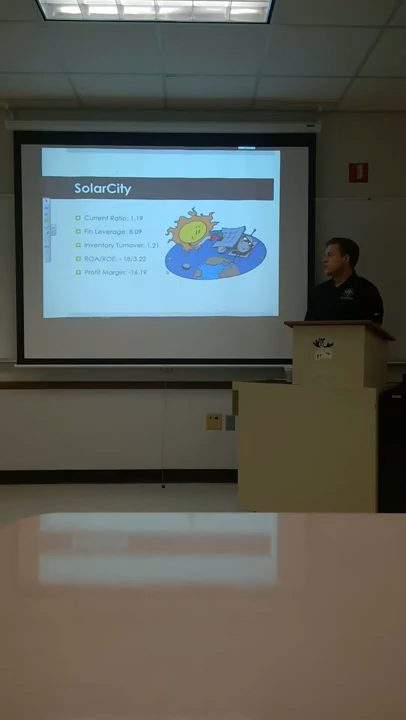 SolarCity
Current Ratio: 1.19
Fin Leverage: 8.09
Inventory Turnover: 1.21
ROA/ROE: -.18/3.22
Profit Margin: -16.19